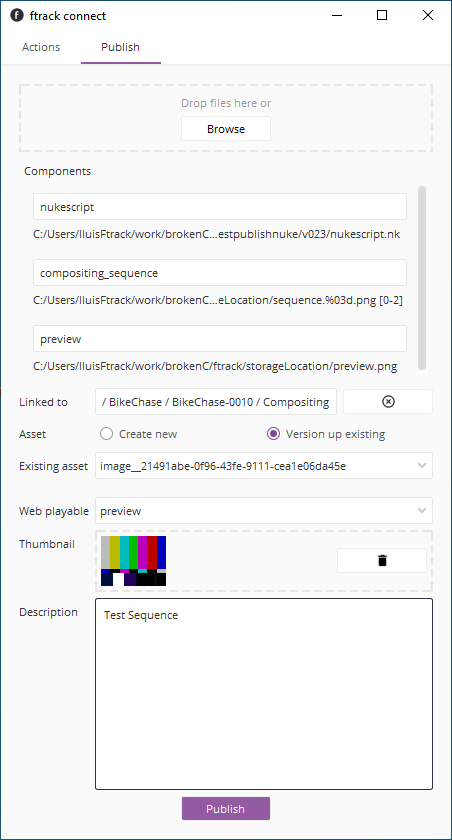 ftrack connect
Actions Publish
Drop files here or
Browse
Components
nukescript
C:/Users/lluisFtrack/work/brokenC...estpublishnuke/v023/nukescript.nk
compositing_sequence
C:/Users/lluisFtrack/work/brokenC...eLocation/sequence.%03d.png [0-2]
preview
C:/Users/lluisFtrack/work/brokenC/ftrack/storageLocation/preview.png
Linked to / BikeChase / BikeChase-0010 / Compositing
Asset Create new Version up existing
Existing asset image__21491abe-0f96-43fe-9111-cea1e06da45e
Web playable preview
Thumbnail
Description Test Sequence
Publish